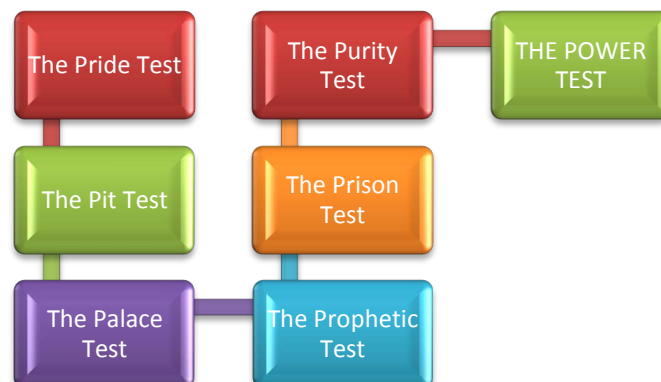 The Pride Test
The Pit Test
The Palace
Test
The Prophetic
Test
The Prison
Test
The Purity
Test
THE POWER
TEST